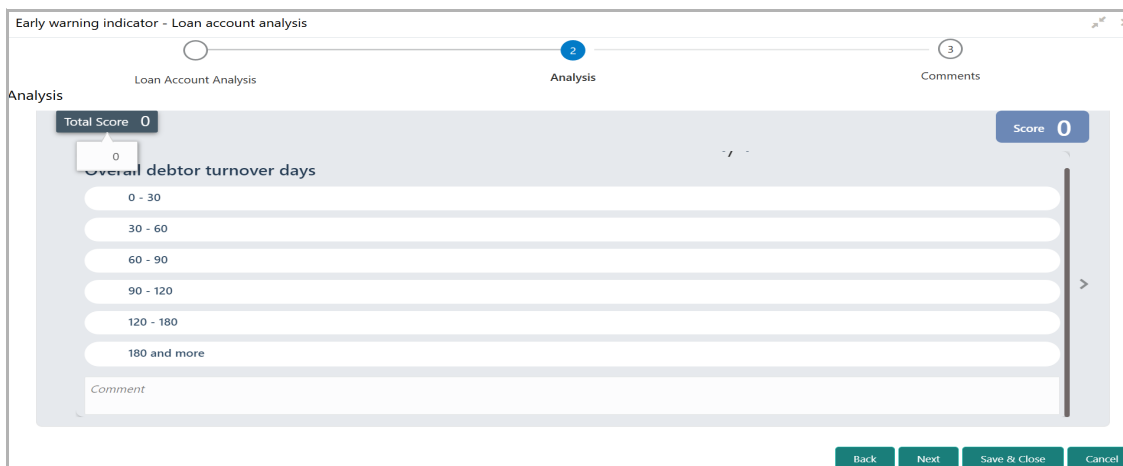 Early warning indicator - Loan account analysis
2
3
Loan Account Analysis
Analysis
Comments
Analysis
Total Score 0
Score 0
0
Overall debtor turnover days
0 - 30
30 - 60
60 - 90
90 - 120
120 - 180
180 and more
Comment
Back Next Save & Close Cancel